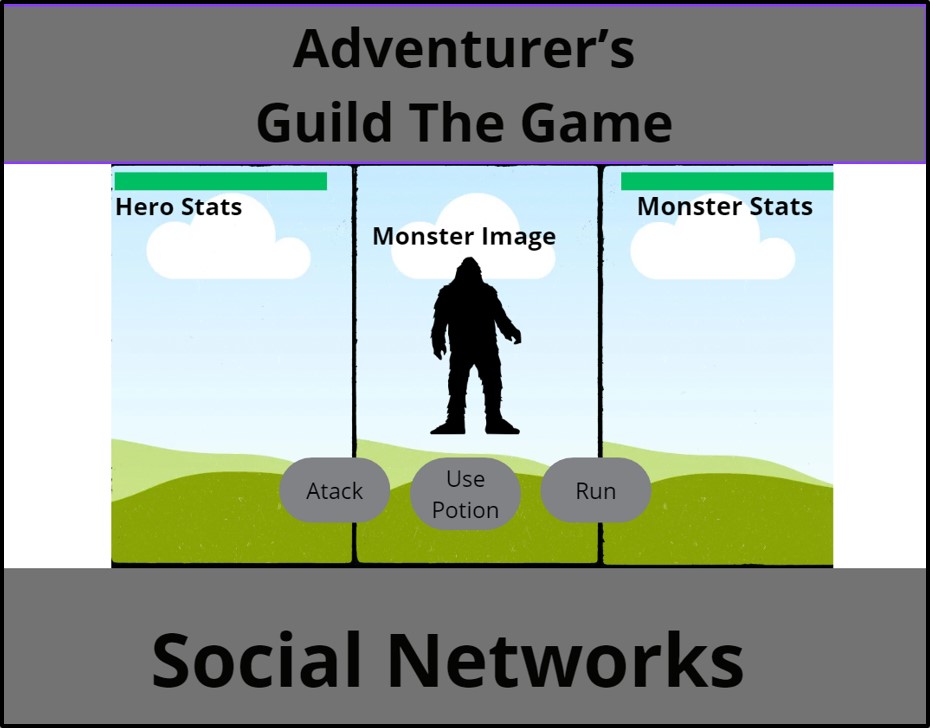 Adventurer’s
Guild The Game
Hero Stats
Monster Image
Monster Stats
Atack
Use
Potion
Run
Social Networks